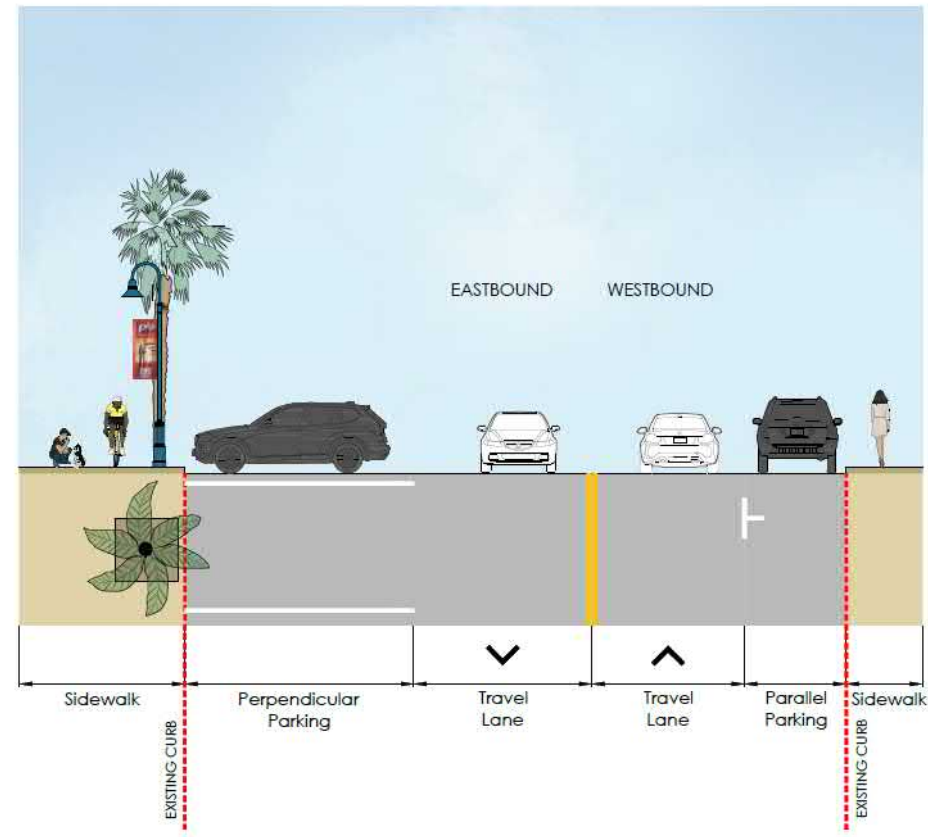 EASTBOUND
WESTBOUND
Sidewalk
Perpendicular
Parking
Travel
Lane
Travel
Lane
Parallel
Parking
Sidewalk
EXISTING CURB
EXISTING CURB